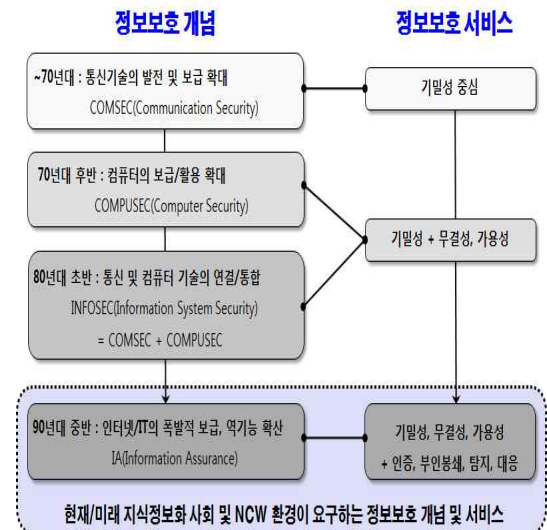 정보보호 개념
정보보호 서비스
~70년대 : 통신기술의 발전 및 보급 확대
COMSEC(Communication Security)
기밀성 중심
70년대 후반 : 컴퓨터의 보급/활용 확대
COMPUSEC(Computer Security)
기밀성 + 무결성, 가용성
80년대 초반 : 통신 및 컴퓨터 기술의 연결/통합
INFOSEC(Information System Security)
= COMSEC + COMPUSEC
90년대 중반 : 인터넷/IT의 폭발적 보급, 역기능 확산
IA(Information Assurance)
기밀성, 무결성, 가용성
+ 인증, 부인봉쇄, 탐지, 대응
현재/미래 지식정보화 사회 및 NCW 환경이 요구하는 정보보호 개념 및 서비스